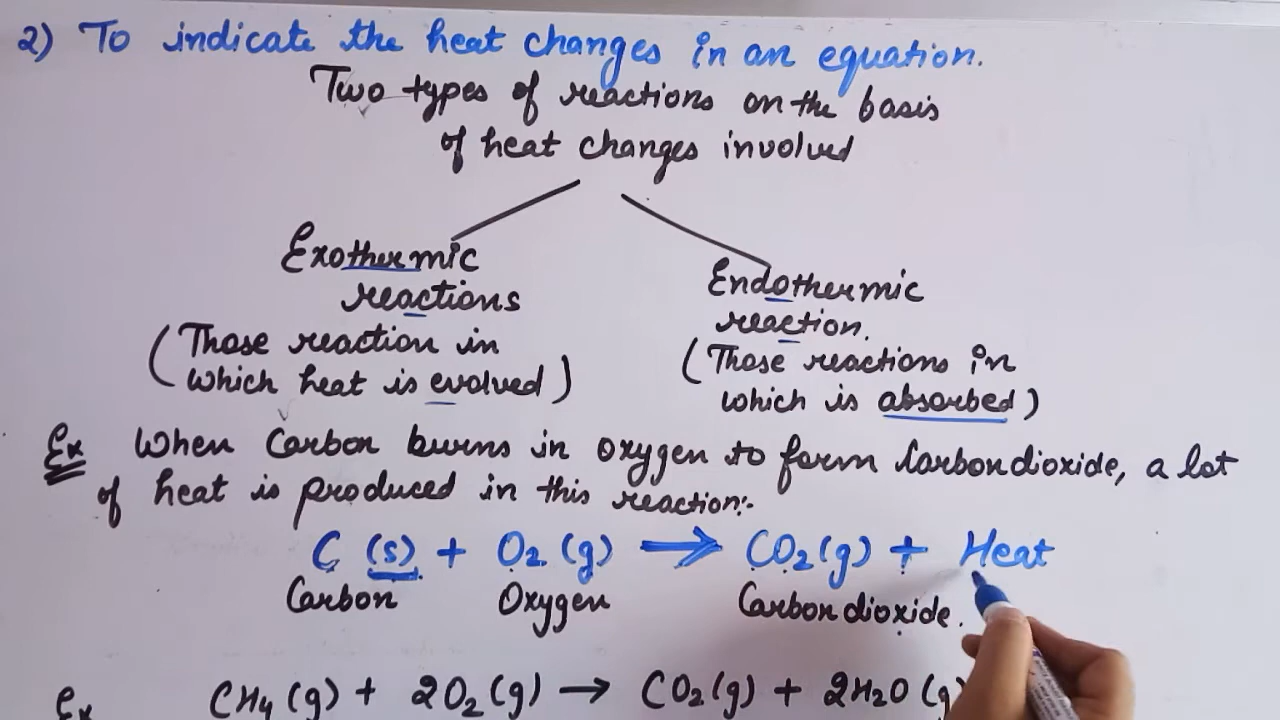 2) To indicate the heat changes in an equation.
Two types of reactions on the basis
of heat changes involved
Exothermic
reactions
(Those reaction in
which heat is evolved)
Endothermic
reaction.
(Those reactions in
which is absorbed)
Ex When Carbon burns in oxygen to form Carbondioxide, a lot
of heat is produced in this reaction:-
C (s) + O2 (g) → CO2 (g) + Heat
Carbon Oxygen Carbondioxide.
Ex CH4 (g) + 2O2 (g) → CO2 (g) + 2H2O (g)